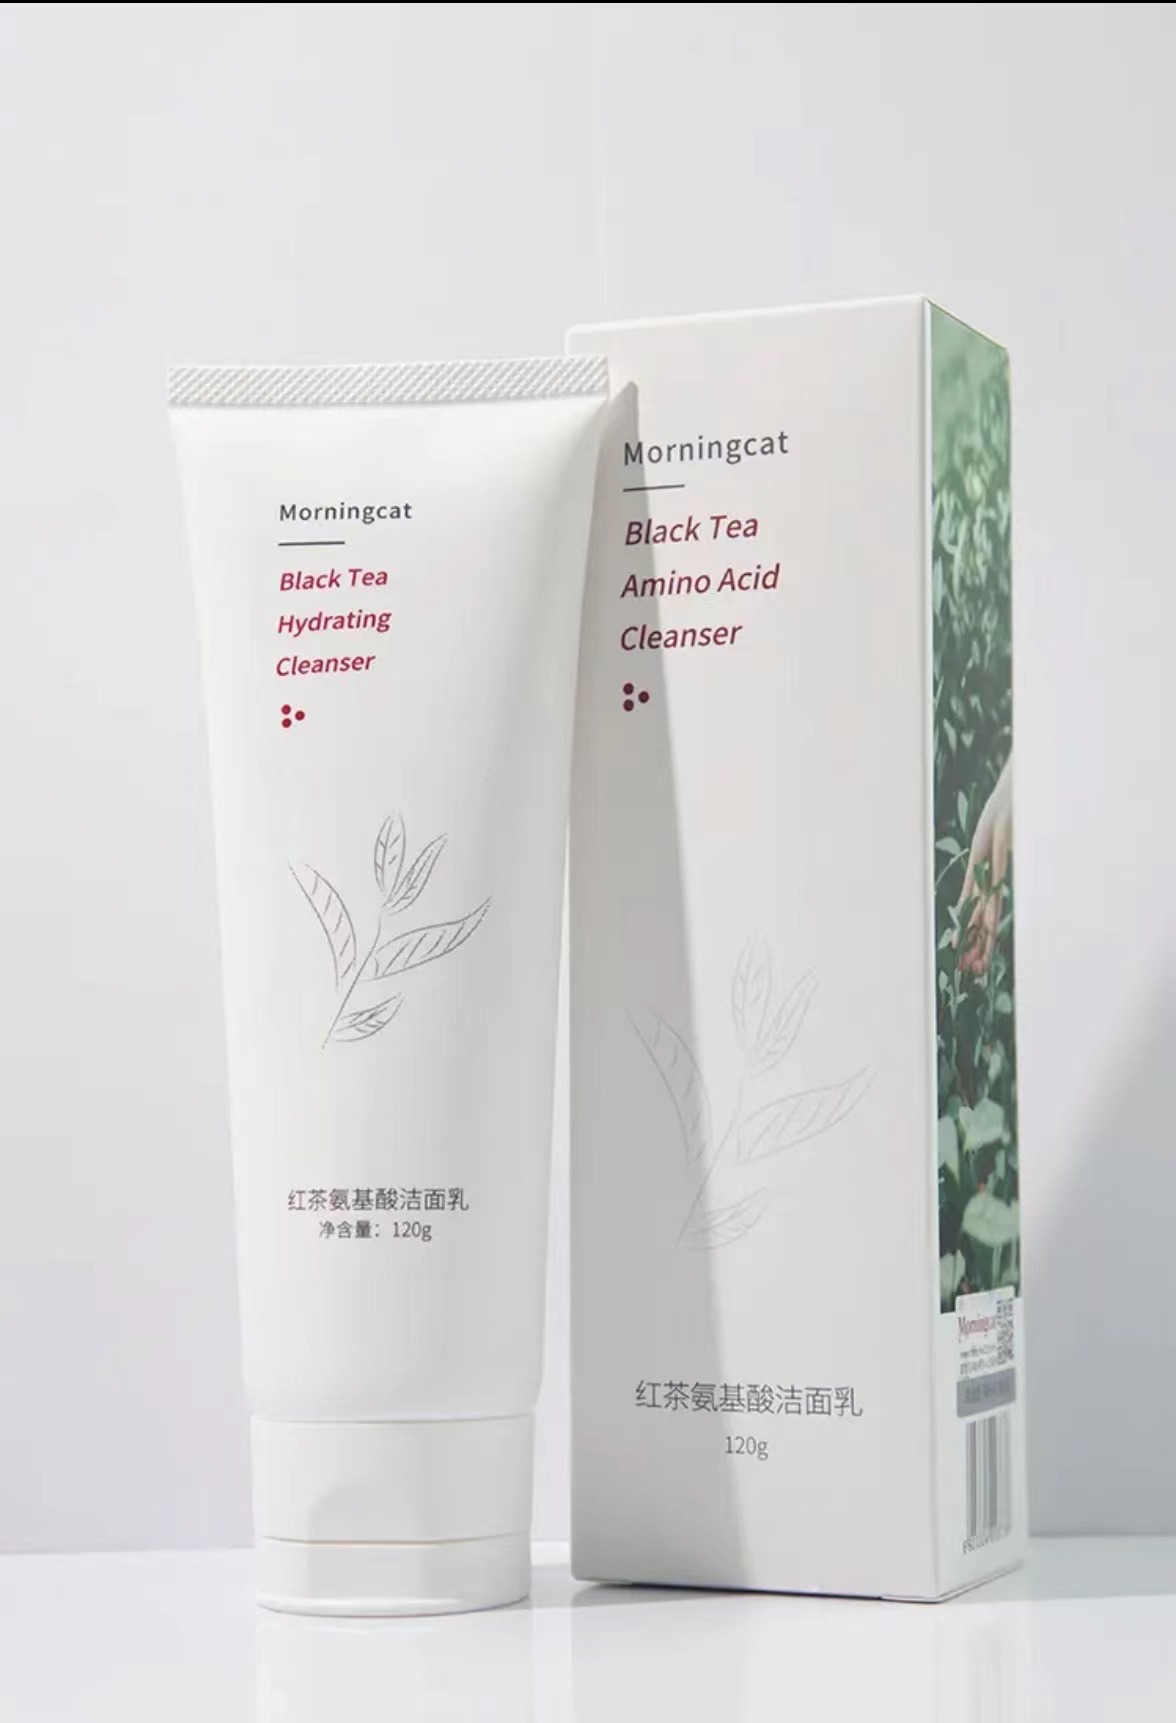 Morningcat
Black Tea
Hydrating
Cleanser
红茶氨基酸洁面乳
净含量：120g
Morningcat
Black Tea
Amino Acid
Cleanser
红茶氨基酸洁面乳
120g
Morningcat